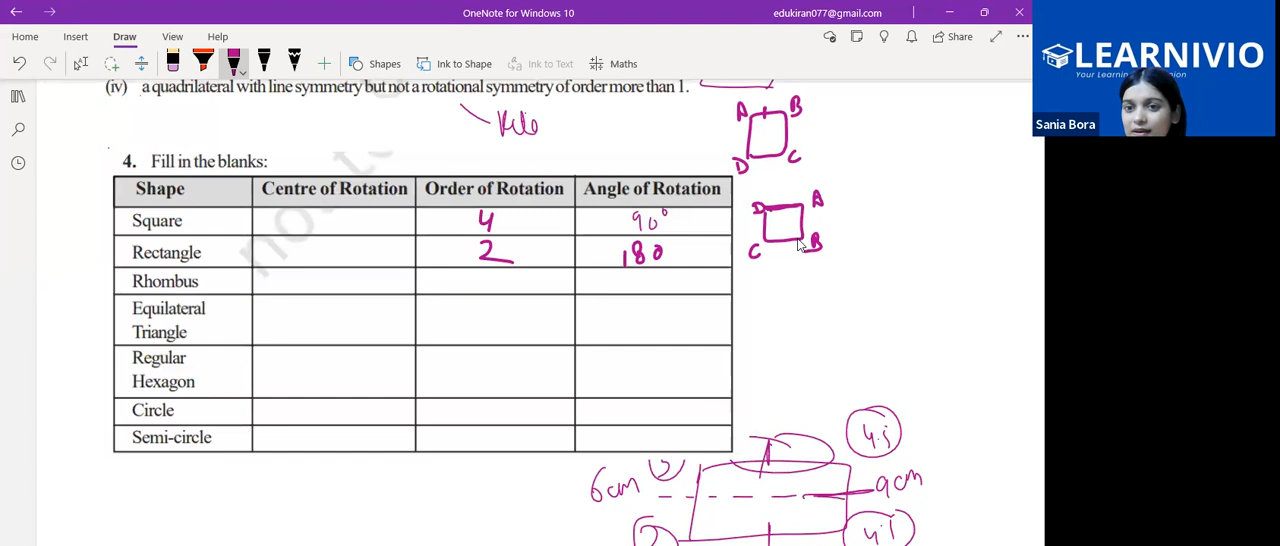 OneNote for Windows 10
edukiran077@gmail.com
Home Insert Draw View Help
Share
Shapes Ink to Shape Ink to Text Maths
LEARNIVIO
Sania Bora
(iv) a quadrilateral with line symmetry but not a rotational symmetry of order more than 1.
A B
D C
4. Fill in the blanks:
Shape Centre of Rotation Order of Rotation Angle of Rotation
Square 4 90°
Rectangle 2 180
Rhombus
Equilateral
Triangle
Regular
Hexagon
Circle
Semi-circle
D A
C B
6cm
9cm